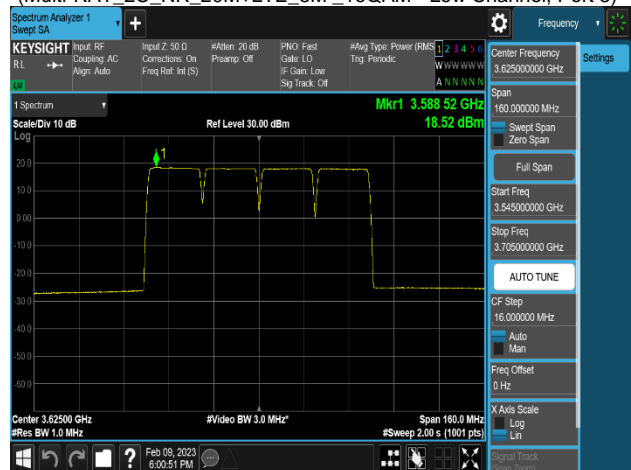 Spectrum Analyzer 1
Swept SA
Frequency
KEYSIGHT
RL
LW
Input: RF
Coupling: AC
Align: Auto
Input Z: 50 Ω
Corrections: On
Freq Ref: Int (S)
#Atten: 20 dB
Preamp: Off
PNO: Fast
Gate: LO
IF Gain: Low
Sig Track: Off
#Avg Type: Power (RMS
Trig: Periodic
1 2 3 4 5 6
W W W W W W
A N N N N N
Settings
Center Frequency
3.625000000 GHz
Span
160.000000 MHz
Swept Span
Zero Span
Full Span
Start Freq
3.545000000 GHz
Stop Freq
3.705000000 GHz
AUTO TUNE
CF Step
16.000000 MHz
Auto
Man
Freq Offset
0 Hz
X Axis Scale
Log
Lin
Signal Track
(Span Zoom)
1 Spectrum
Scale/Div 10 dB
Log
Ref Level 30.00 dBm
Mkr1 3.588 52 GHz
18.52 dBm
1
20.0
10.0
0.00
-10.0
-20.0
-30.0
-40.0
-50.0
-60.0
Center 3.62500 GHz
#Res BW 1.0 MHz
#Video BW 3.0 MHz*
Span 160.0 MHz
#Sweep 2.00 s (1001 pts)
?
Feb 09, 2023
6:00:51 PM